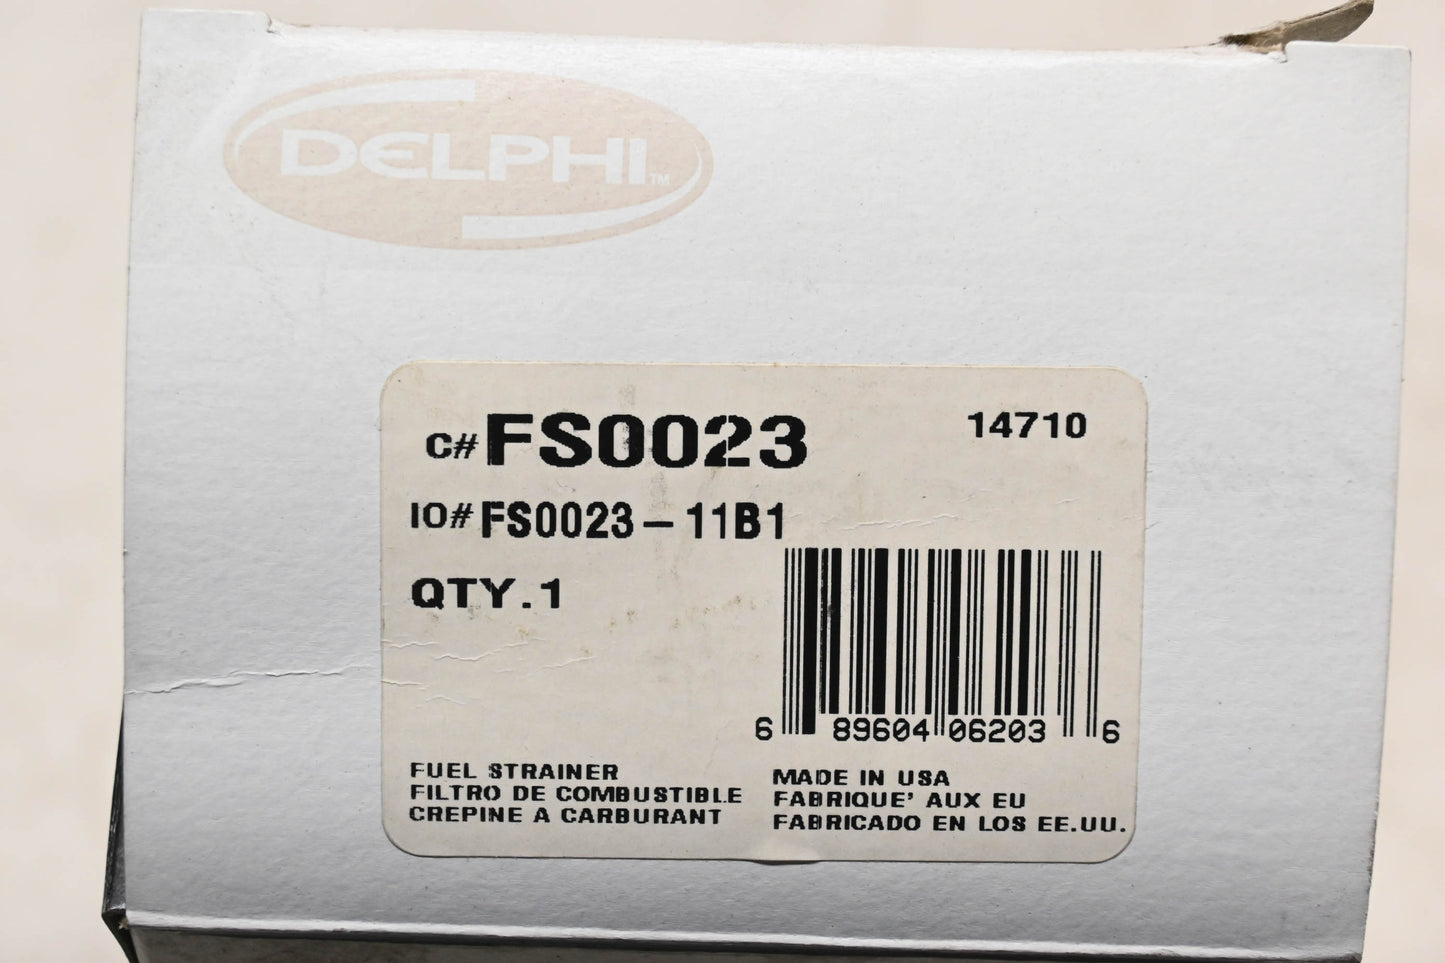 DELPHI™
C# FS0023 14710
IO# FS0023-11B1
QTY. 1
6 89604 06203 6
FUEL STRAINER
FILTRO DE COMBUSTIBLE
CREPINE A CARBURANT
MADE IN USA
FABRIQUE' AUX EU
FABRICADO EN LOS EE.UU.